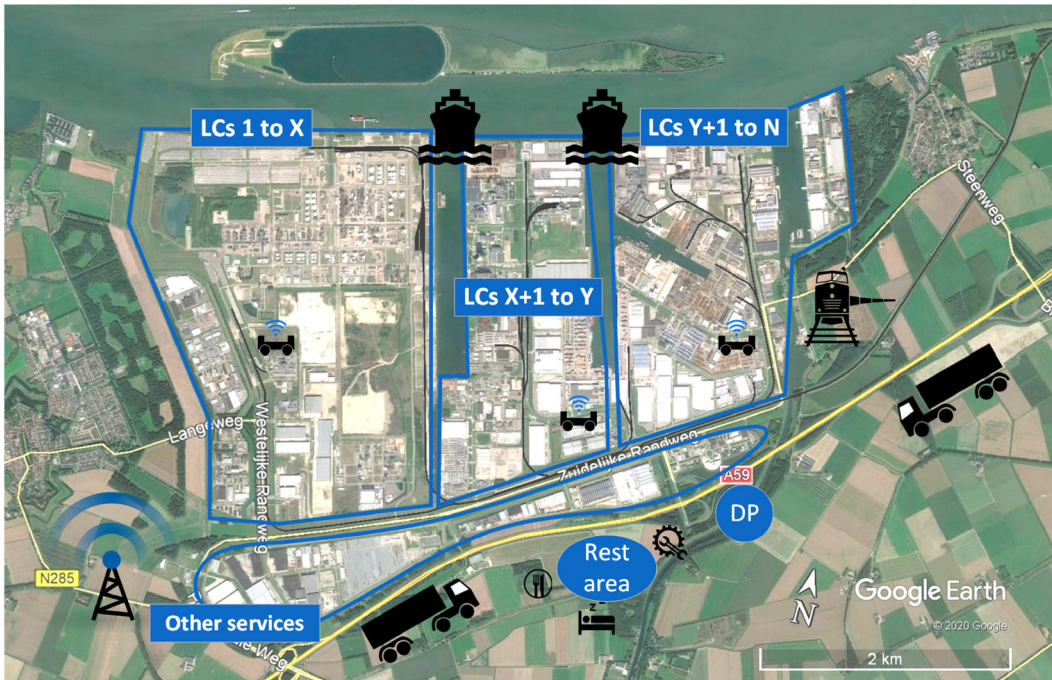 LCs 1 to X
LCs Y+1 to N
Steenweg
LCs X+1 to Y
Langeweg
Westelijke Randweg
Zuidelijke Randweg
A59
DP
Rest
area
N285
z z
Other services
Weg
Google Earth
N
© 2020 Google
2 km